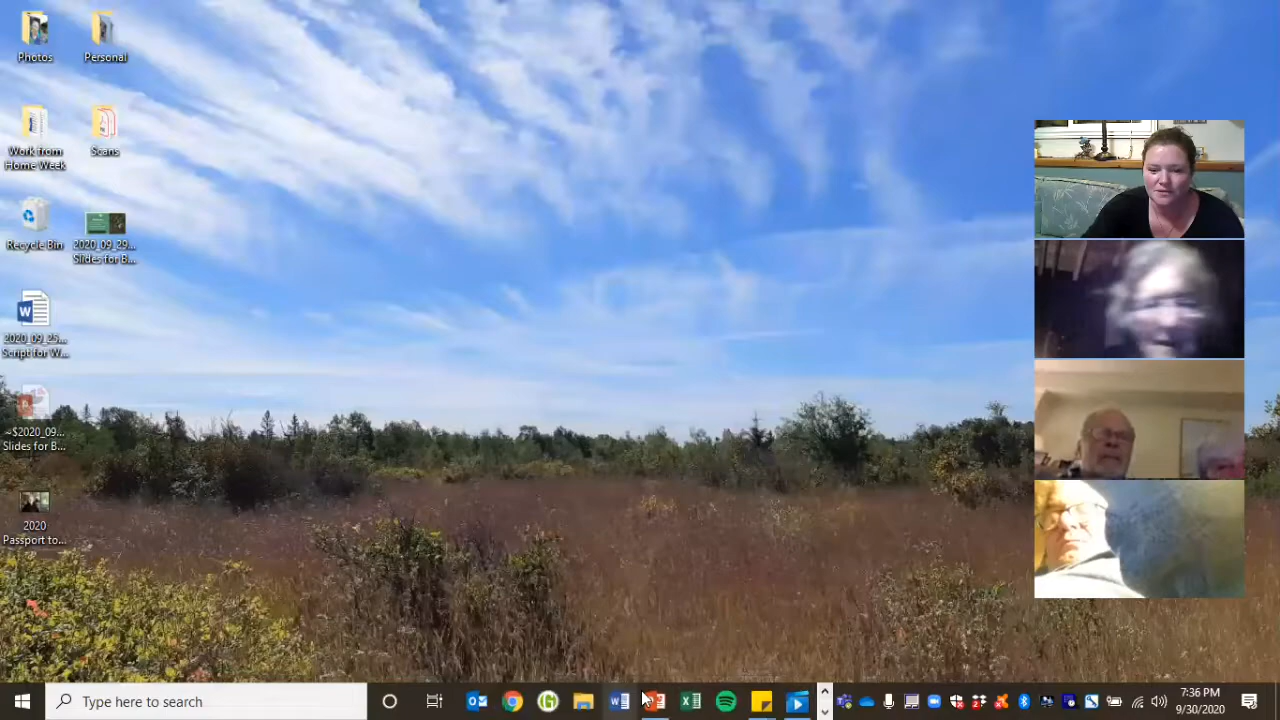 Photos
Personal
Work from
Home Week
Scans
Recycle Bin
2020_09_29...
Slides for B...
2020_09_25...
Script for W...
~$2020_09...
Slides for B...
2020
Passport to...
Type here to search
7:36 PM
9/30/2020